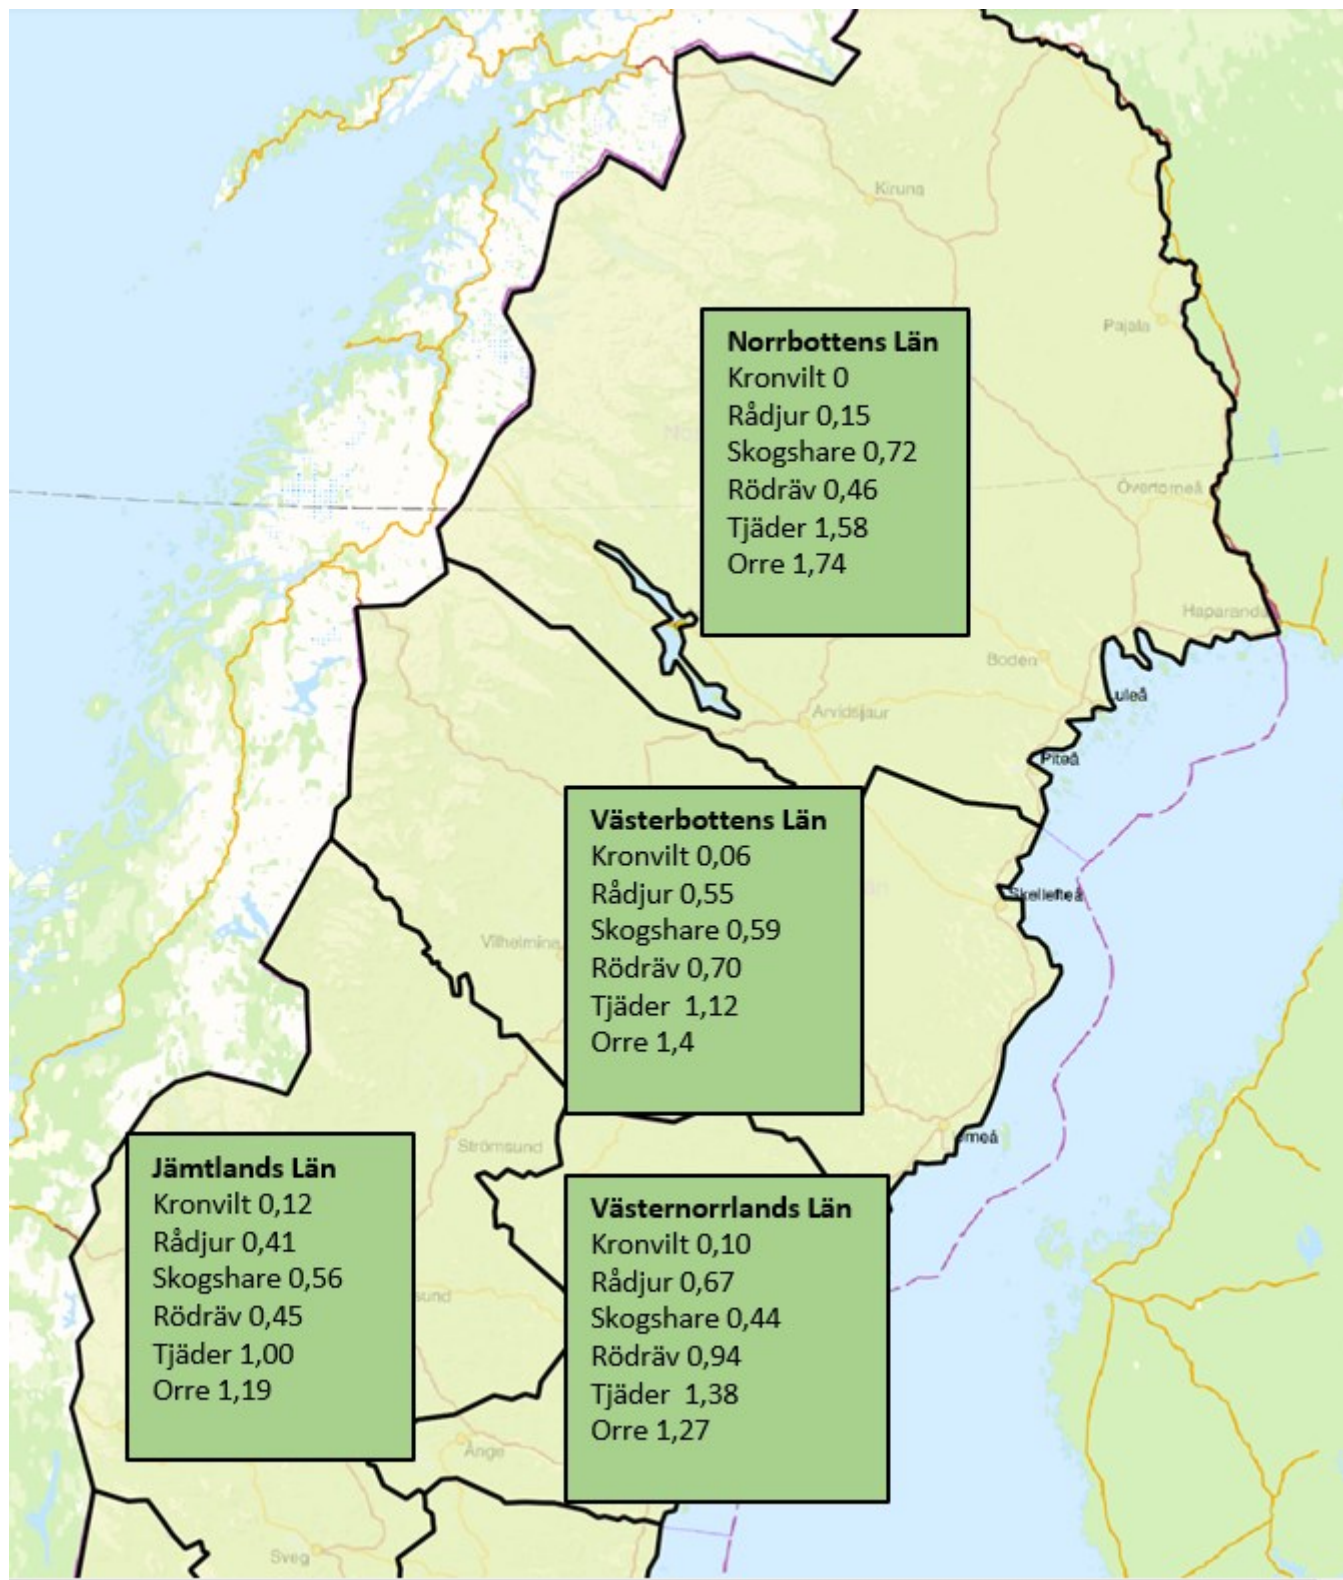 Kiruna
Pajala
Norrbottens Län
Kronvilt 0
Rådjur 0,15
Skogshare 0,72
Rödräv 0,46
Tjäder 1,58
Orre 1,74
Övertorneå
Haparanda
Boden
uleå
Arvidsjaur
Piteå
Västerbottens Län
Kronvilt 0,06
Rådjur 0,55
Skogshare 0,59
Rödräv 0,70
Tjäder 1,12
Orre 1,4
Skellefteå
Vilhelmina
Strömsund
meå
Jämtlands Län
Kronvilt 0,12
Rådjur 0,41
Skogshare 0,56
Rödräv 0,45
Tjäder 1,00
Orre 1,19
sund
Västernorrlands Län
Kronvilt 0,10
Rådjur 0,67
Skogshare 0,44
Rödräv 0,94
Tjäder 1,38
Orre 1,27
Ånge
Sveg